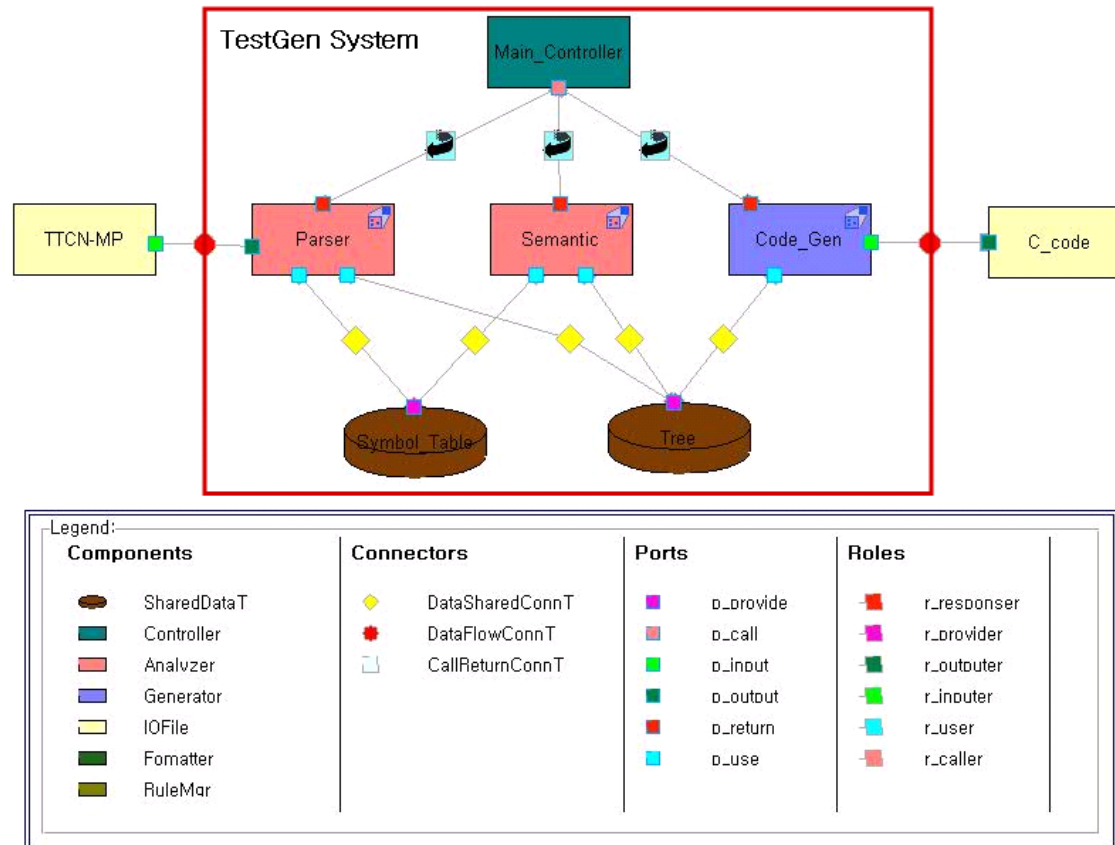 TestGen System
Main_Controller
TTCN-MP
Parser
Semantic
Code_Gen
C_code
Symbol_Table
Tree
Legend:
Components
Connectors
Ports
Roles
SharedDataT
DataSharedConnT
p_provide
r_responser
Controller
DataFlowConnT
p_call
r_provider
Analyzer
CallReturnConnT
p_input
r_outputer
Generator
p_output
r_inputer
IOFile
p_return
r_user
Fomatter
p_use
r_caller
RuleMgr